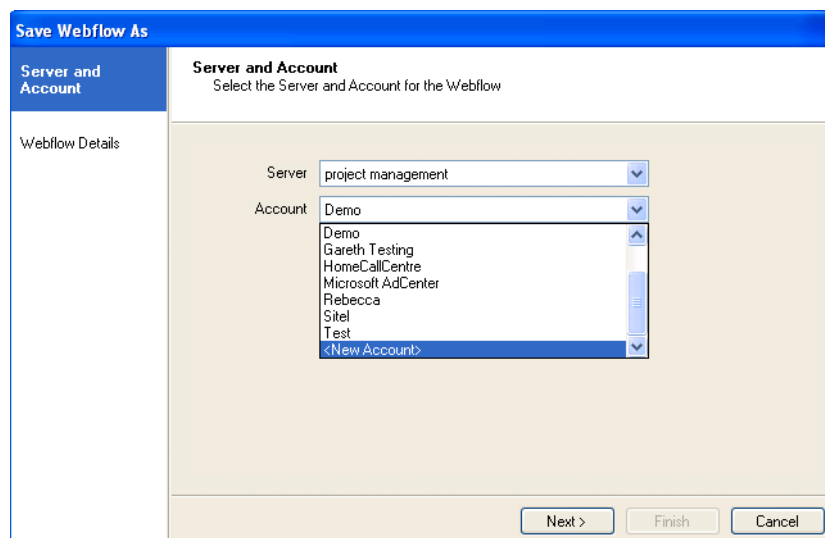 Save Webflow As
Server and
Account
Server and Account
Select the Server and Account for the Webflow
Webflow Details
Server
project management
Account
Demo
Demo
Gareth Testing
HomeCallCentre
Microsoft AdCenter
Rebecca
Sitel
Test
<New Account>
Next >
Finish
Cancel